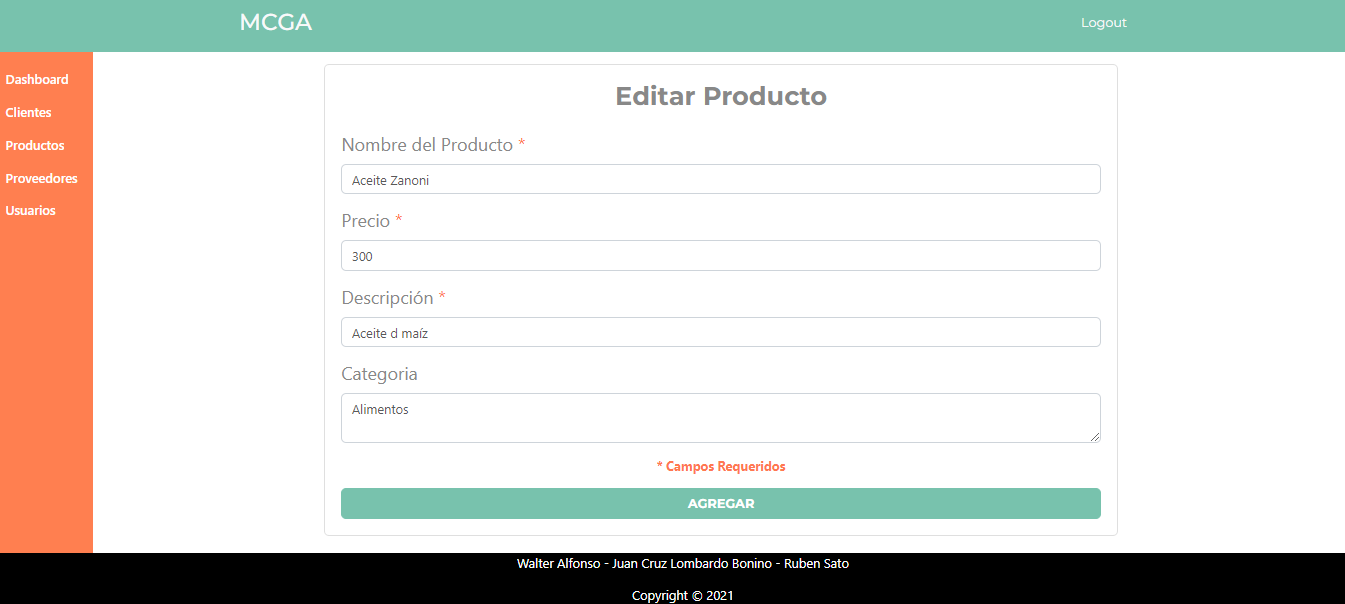 MCGA
Logout
Dashboard
Clientes
Productos
Proveedores
Usuarios
Editar Producto
Nombre del Producto *
Aceite Zanoni
Precio *
300
Descripción *
Aceite d maíz
Categoria
Alimentos
* Campos Requeridos
AGREGAR
Walter Alfonso - Juan Cruz Lombardo Bonino - Ruben Sato
Copyright © 2021